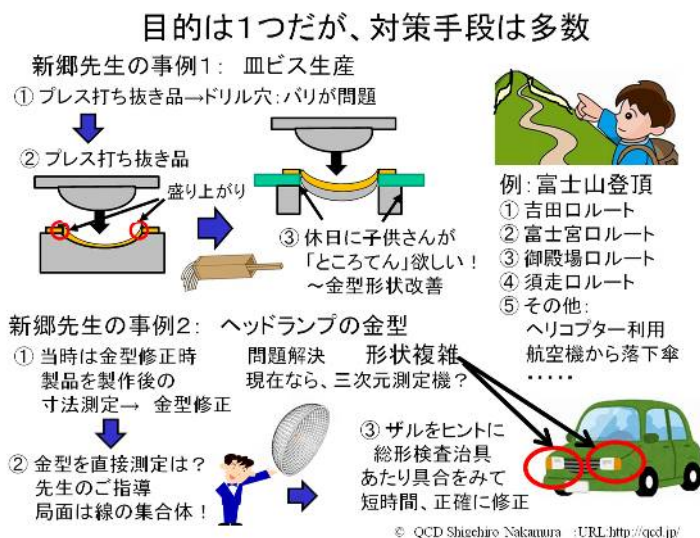 目的は1つだが、対策手段は多数
新郷先生の事例1: 皿ビス生産
① プレス打ち抜き品→ドリル穴:バリが問題
② プレス打ち抜き品
盛り上がり
③ 休日に子供さんが
「ところてん」欲しい!
～金型形状改善
例:富士山登頂
① 吉田口ルート
② 富士宮口ルート
③ 御殿場口ルート
④ 須走口ルート
⑤ その他:
ヘリコプター利用
航空機から落下傘
・・・・・
新郷先生の事例2: ヘッドランプの金型
① 当時は金型修正時
製品を製作後の
寸法測定→ 金型修正
問題解決 形状複雑
現在なら、三次元測定機?
② 金型を直接測定は?
先生のご指導
局面は線の集合体!
③ ザルをヒントに
総形検査治具
あたり具合をみて
短時間、正確に修正
© QCD Shigehiro Nakamura :URL:http://qcd.jp/